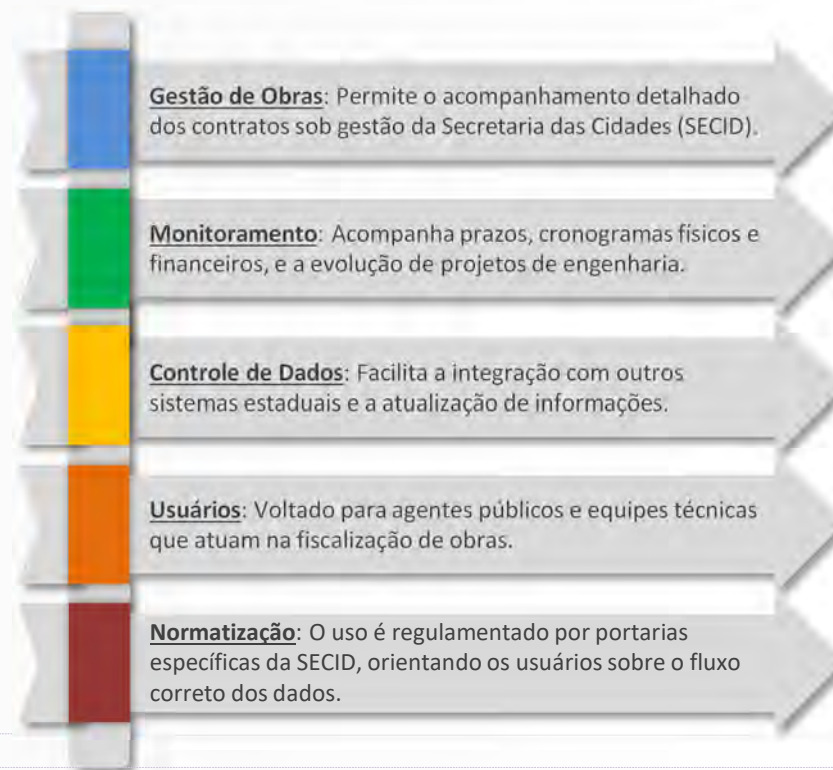 Gestão de Obras: Permite o acompanhamento detalhado
dos contratos sob gestão da Secretaria das Cidades (SECID).
Monitoramento: Acompanha prazos, cronogramas físicos e
financeiros, e a evolução de projetos de engenharia.
Controle de Dados: Facilita a integração com outros
sistemas estaduais e a atualização de informações.
Usuários: Voltado para agentes públicos e equipes técnicas
que atuam na fiscalização de obras.
Normatização: O uso é regulamentado por portarias
específicas da SECID, orientando os usuários sobre o fluxo
correto dos dados.